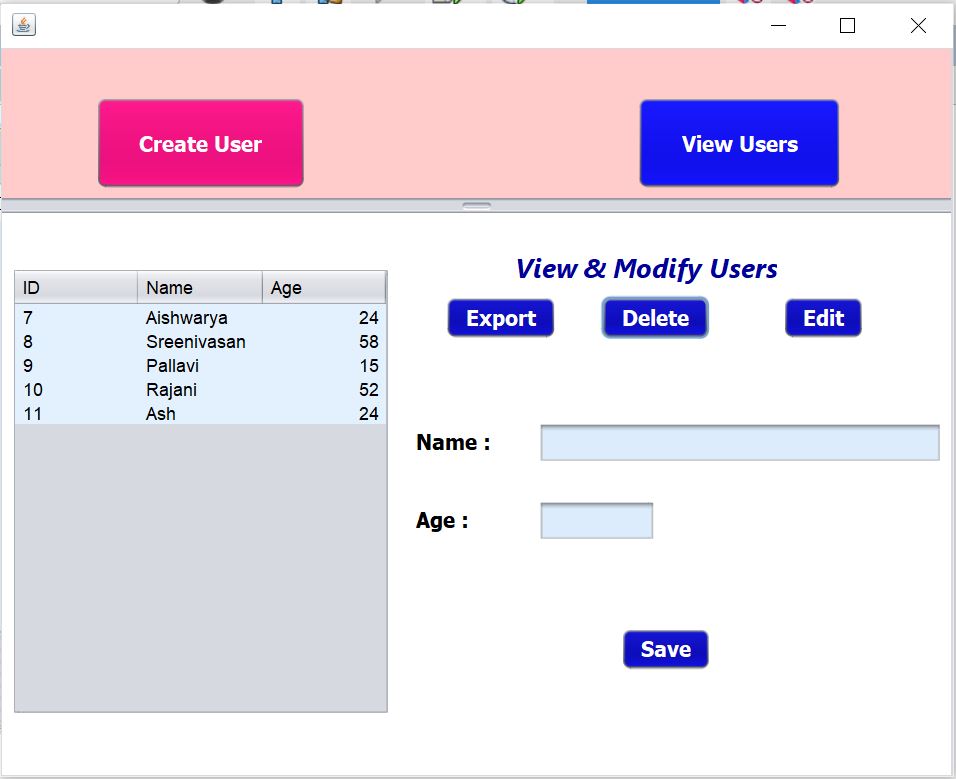 Create User
View Users
View & Modify Users
Export Delete Edit
ID Name Age
7 Aishwarya 24
8 Sreenivasan 58
9 Pallavi 15
10 Rajani 52
11 Ash 24
Name :
Age :
Save